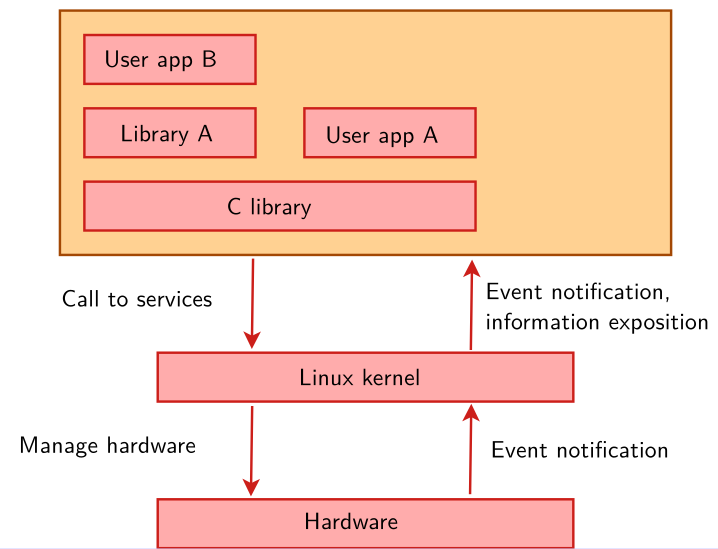 User app B
Library A
User app A
C library
Call to services
Event notification,
information exposition
Linux kernel
Manage hardware
Event notification
Hardware